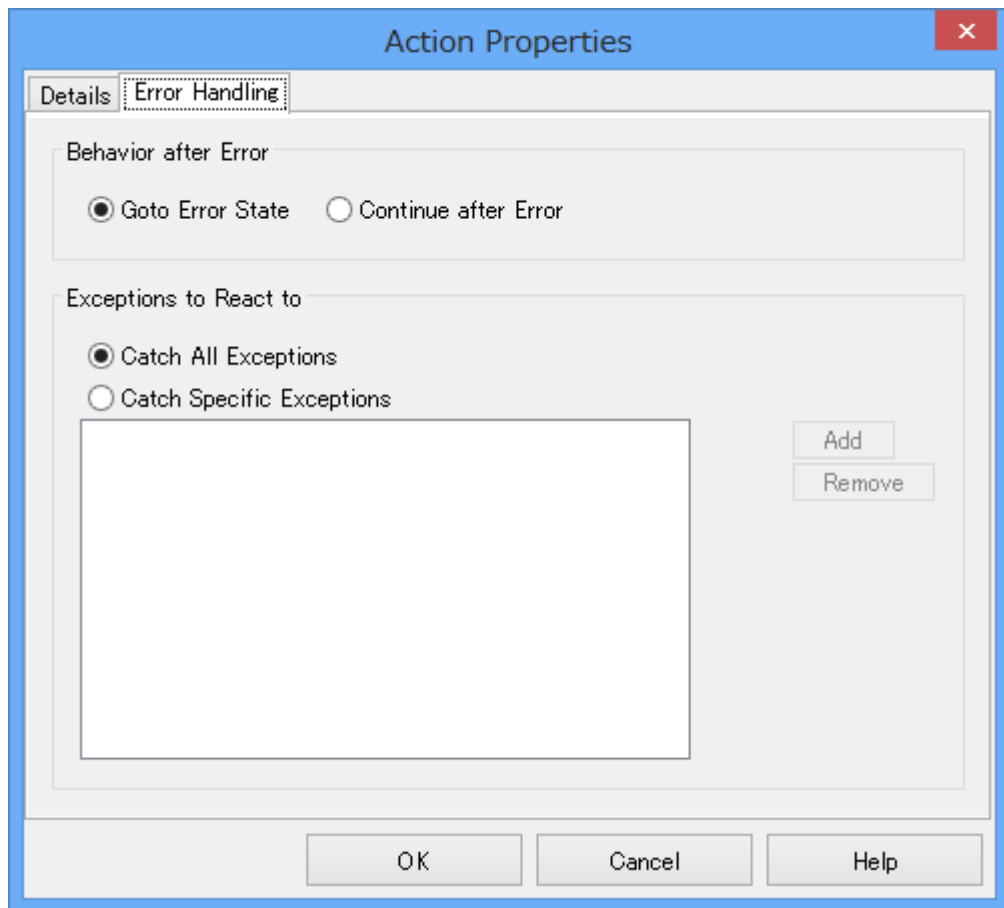 Action Properties
Details Error Handling
Behavior after Error
Goto Error State Continue after Error
Exceptions to React to
Catch All Exceptions
Catch Specific Exceptions
Add
Remove
OK Cancel Help